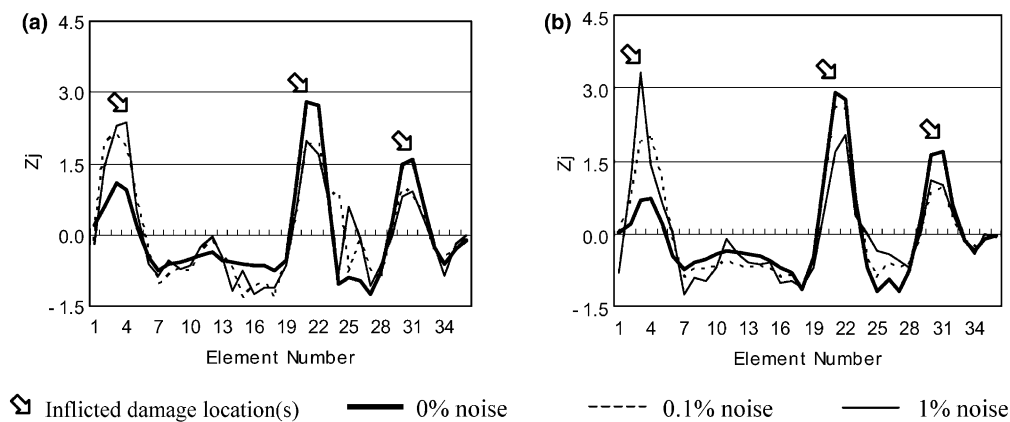 (a)
4.5
3.0
1.5
0.0
- 1.5
Zj
1 4 7 10 13 16 19 22 25 28 31 34
Element Number
(b)
4.5
3.0
1.5
0.0
- 1.5
Zj
1 4 7 10 13 16 19 22 25 28 31 34
Element Number
Inflicted damage location(s) 0% noise 0.1% noise 1% noise